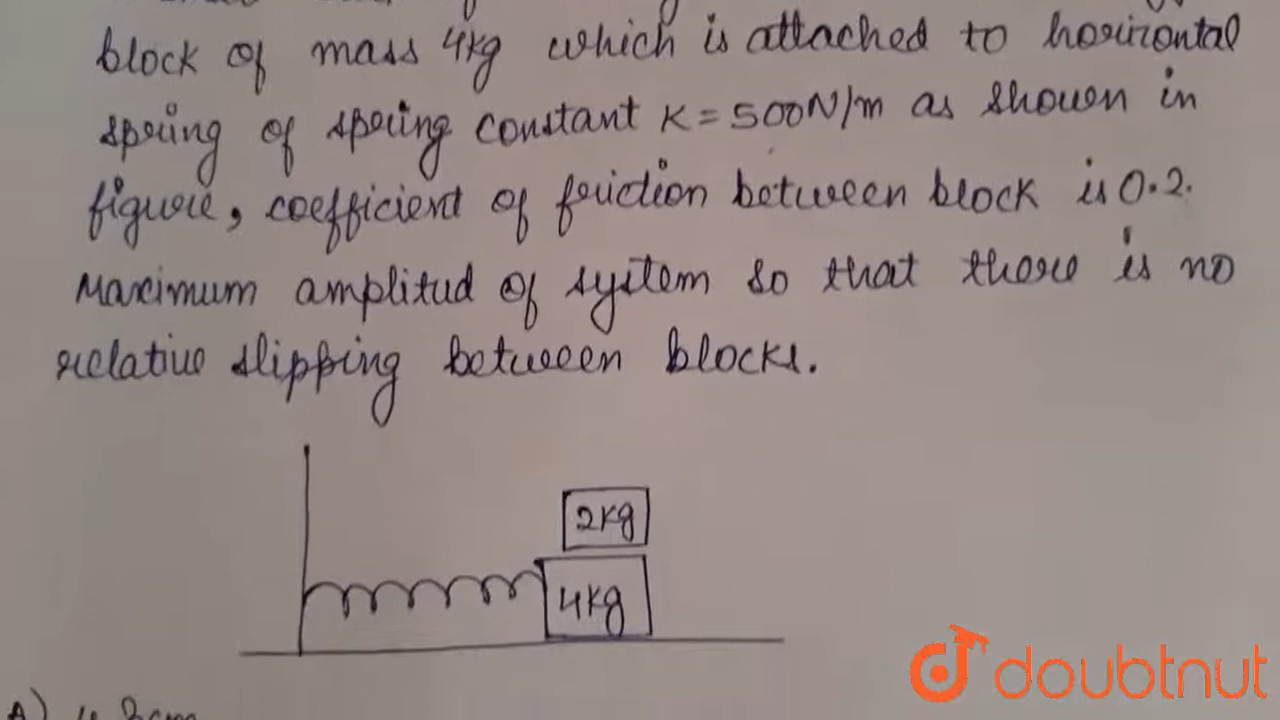 block of mass 4kg which is attached to horizontal
spring of spring constant K = 500N/m as shown in
figure, coefficient of friction between block is 0.2.
Maximum amplitud of system so that there is no
relative slipping between blocks.
2kg
4kg
doubtnut
A)